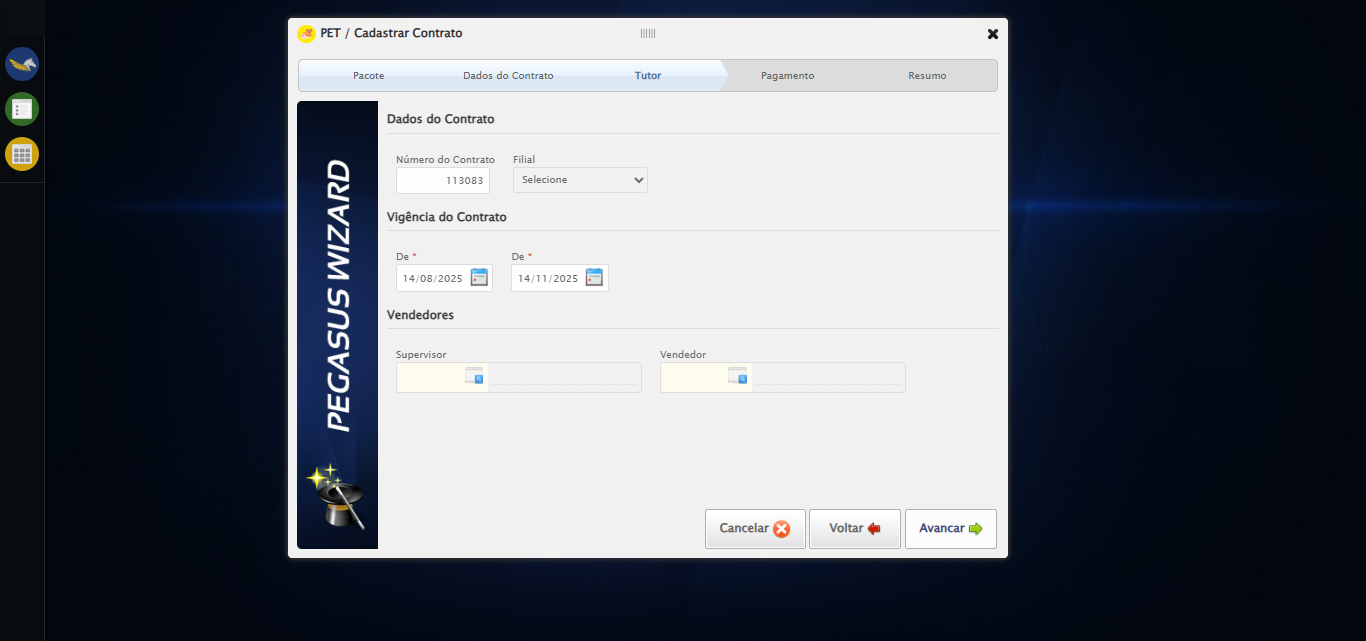 PET / Cadastrar Contrato
Pacote Dados do Contrato Tutor Pagamento Resumo
PEGASUS WIZARD
Dados do Contrato
Número do Contrato Filial
113083 Selecione
Vigência do Contrato
De * De *
14/08/2025 14/11/2025
Vendedores
Supervisor Vendedor
Cancelar Voltar Avancar